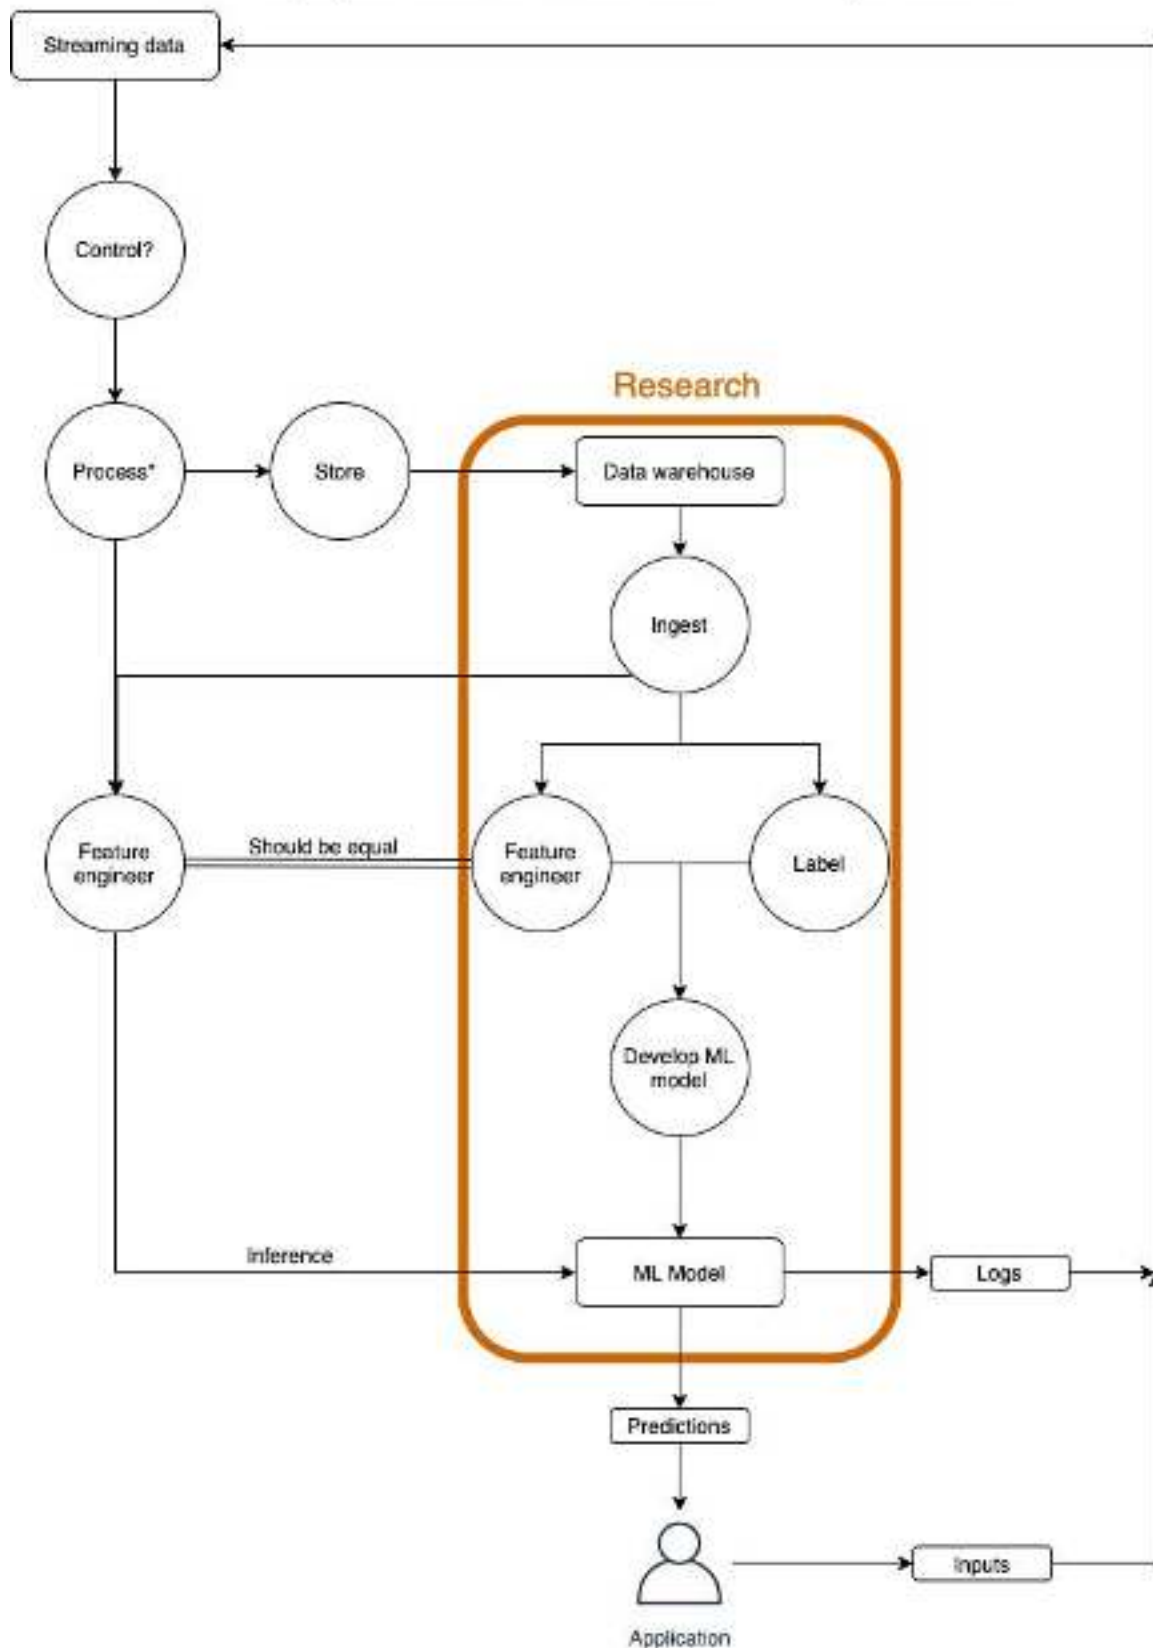 Streaming data
Control?
Research
Process*
Store
Data warehouse
Ingest
Feature
engineer
Should be equal
Feature
engineer
Label
Develop ML
model
Inference
ML Model
Logs
Predictions
Inputs
Application